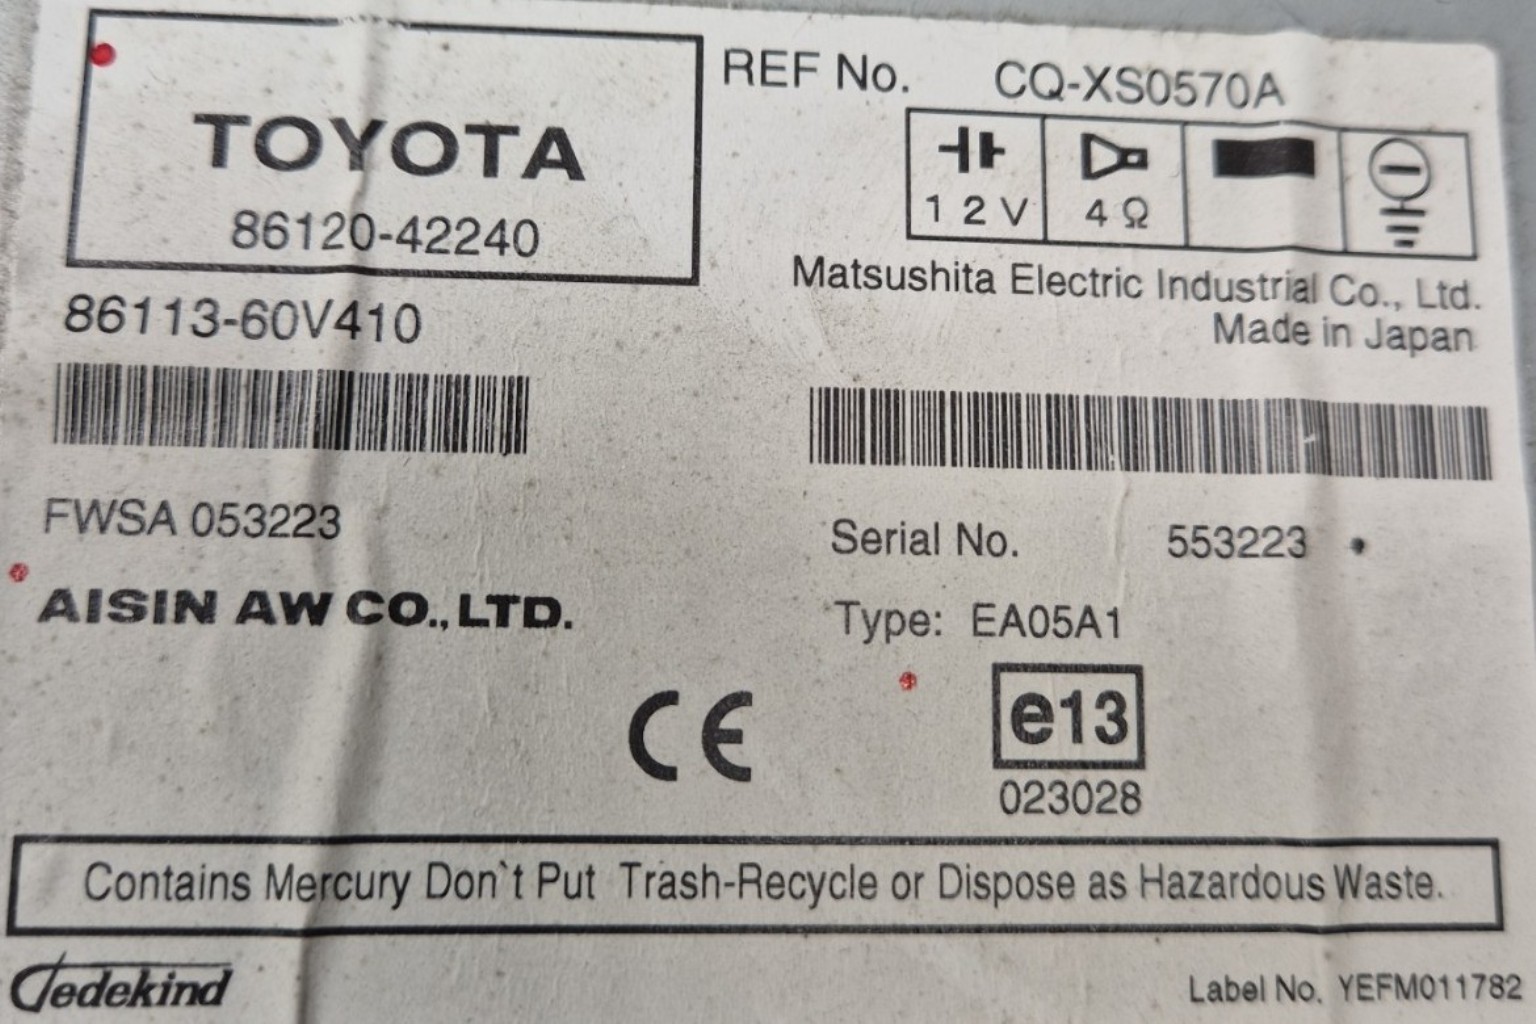 TOYOTA
86120-42240
REF No. CQ-XS0570A
12V 4Ω
Matsushita Electric Industrial Co., Ltd.
Made in Japan
86113-60V410
FWSA 053223
Serial No. 553223
AISIN AW CO., LTD.
Type: EA05A1
CE
e13
023028
Contains Mercury Don`t Put Trash-Recycle or Dispose as Hazardous Waste.
Dedekind
Label No. YEFM011782